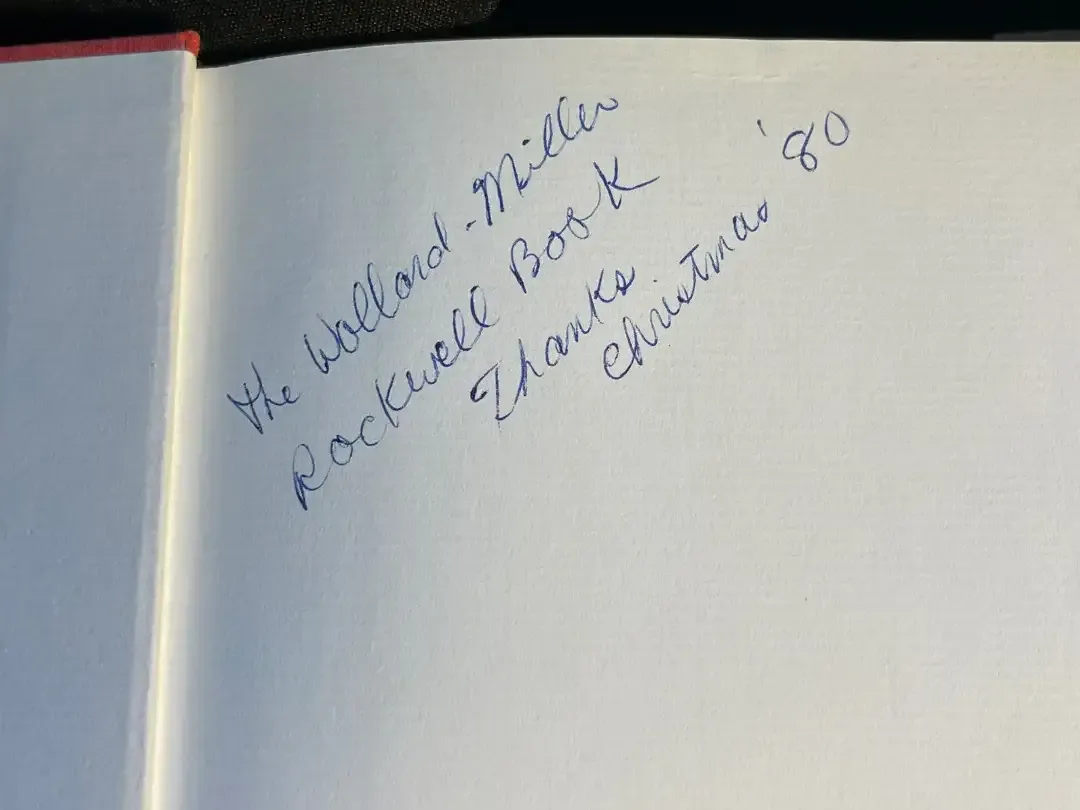 the Wollard-Miller
Rockwell Book
Thanks
Christmas '80